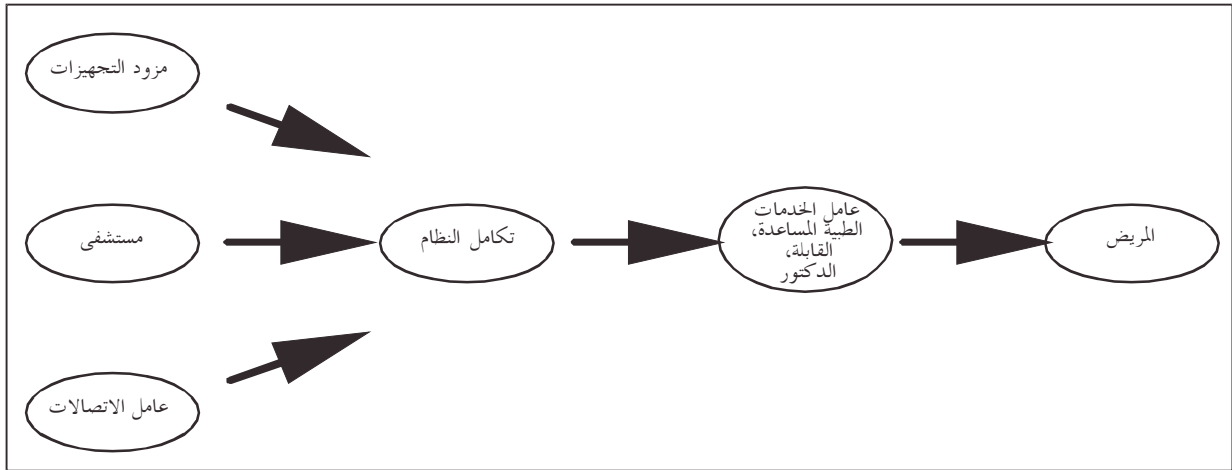 مزود التجهيزات
مستشفى
عامل الاتصالات
تكامل النظام
عامل الخدمات
الطبية المساعدة،
القابلة،
الدكتور
المريض